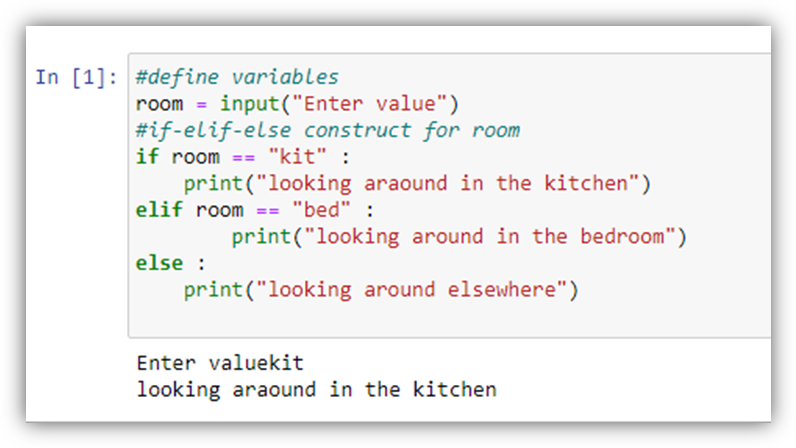 In [1]: #define variables
room = input("Enter value")
#if-elif-else construct for room
if room == "kit" :
    print("looking araound in the kitchen")
elif room == "bed" :
        print("looking around in the bedroom")
else :
    print("looking around elsewhere")
Enter valuekit
looking araound in the kitchen